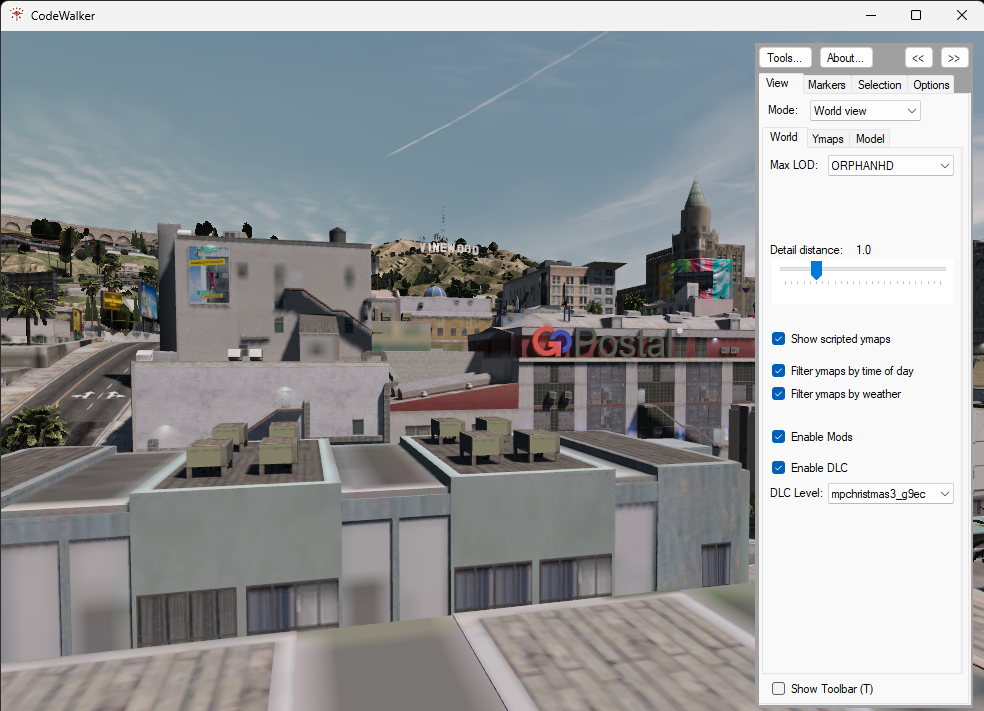 CodeWalker
Tools... About... << >>
View Markers Selection Options
Mode: World view
World Ymaps Model
Max LOD: ORPHANHD
Detail distance: 1.0
Show scripted ymaps
Filter ymaps by time of day
Filter ymaps by weather
Enable Mods
Enable DLC
DLC Level: mpchristmas3_g9ec
Show Toolbar (T)
VINEWOOD
GoPostal